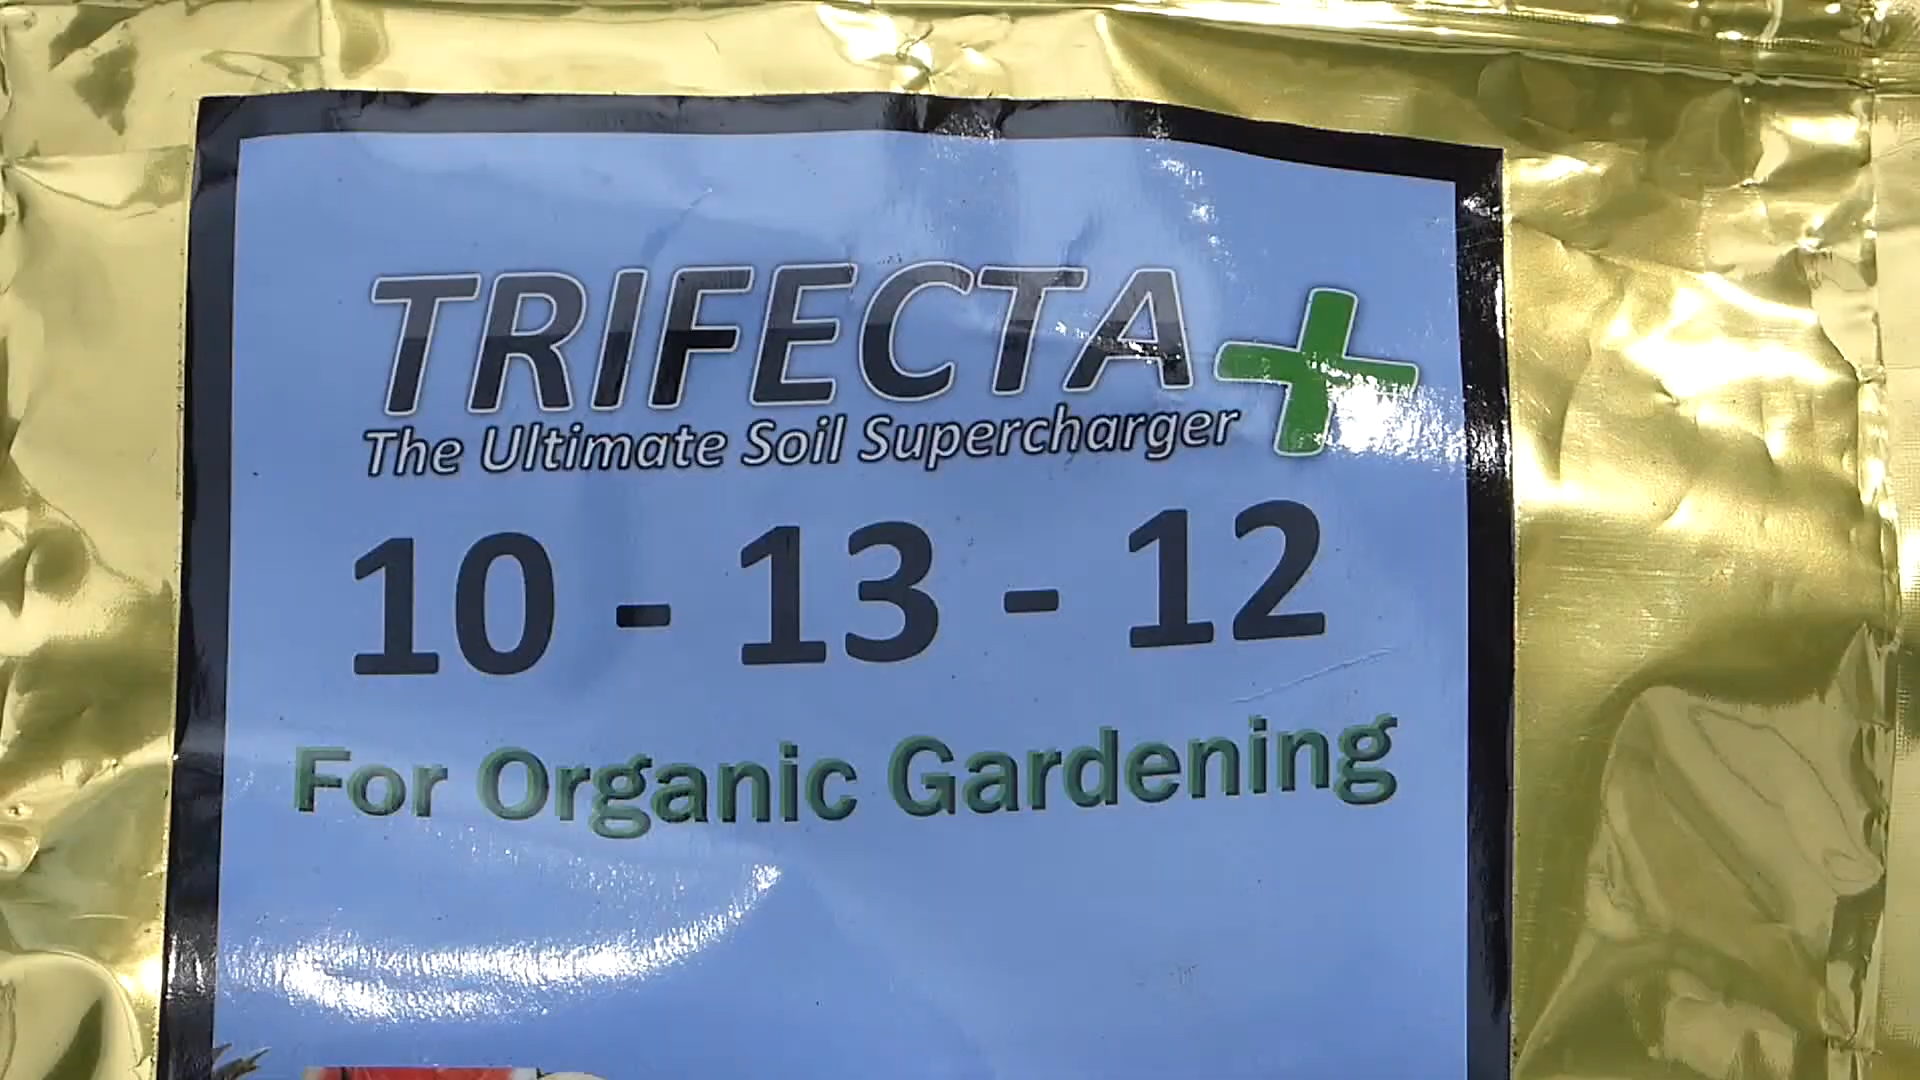 TRIFECTA+
The Ultimate Soil Supercharger
10 - 13 - 12
For Organic Gardening